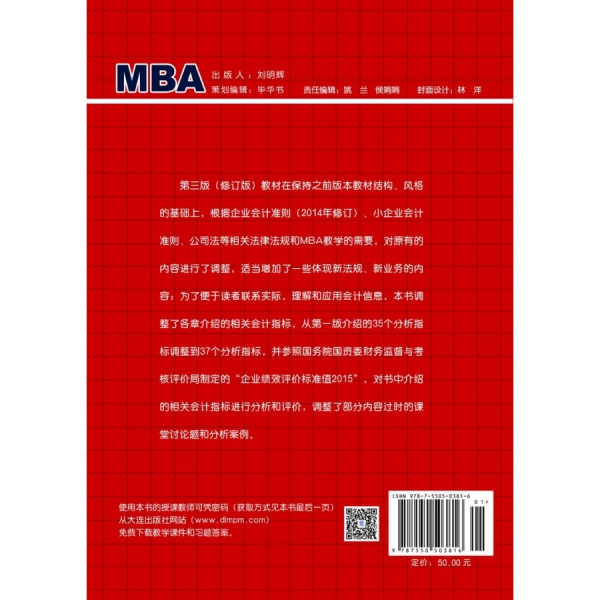 MBA 出版人：刘明辉
策划编辑：毕华书 责任编辑：姚 兰 侯娟娟 封面设计：林 洋
第三版（修订版）教材在保持之前版本教材结构、风格
的基础上，根据企业会计准则（2014年修订）、小企业会计
准则、公司法等相关法律法规和MBA教学的需要，对原有的
内容进行了调整，适当增加了一些体现新法规、新业务的内
容；为了便于读者联系实际，理解和应用会计信息，本书调
整了各章介绍的相关会计指标，从第一版介绍的35个分析指
标调整到37个分析指标，并参照国务院国资委财务监督与考
核评价局制定的“企业绩效评价标准值2015”，对书中介绍
的相关会计指标进行分析和评价，调整了部分内容过时的课
堂讨论题和分析案例。
使用本书的授课教师可凭密码（获取方式见本书最后一页）
从大连出版社网站（www.dlmpm.com）
免费下载教学课件和习题答案。
ISBN 978-7-5505-0381-6
01>
9 787550 503816
定价：50.00 元